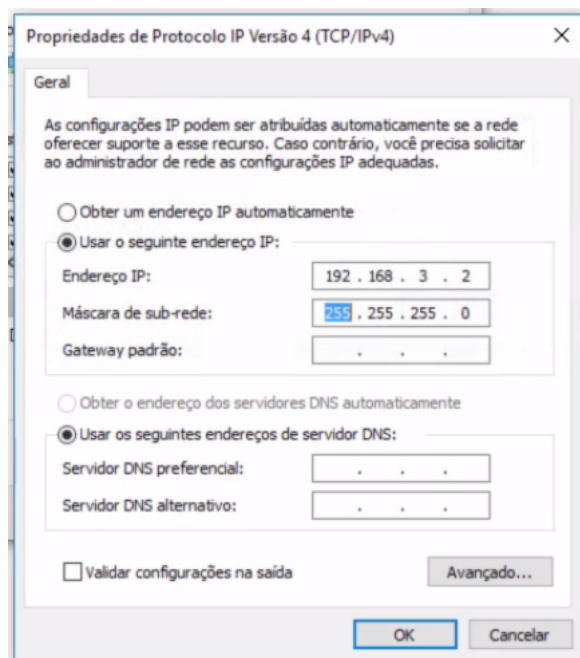 Propriedades de Protocolo IP Versão 4 (TCP/IPv4)
Geral
As configurações IP podem ser atribuídas automaticamente se a rede
oferecer suporte a esse recurso. Caso contrário, você precisa solicitar
ao administrador de rede as configurações IP adequadas.
Obter um endereço IP automaticamente
Usar o seguinte endereço IP:
Endereço IP: 192 . 168 . 3 . 2
Máscara de sub-rede: 255 . 255 . 255 . 0
Gateway padrão: . . .
Obter o endereço dos servidores DNS automaticamente
Usar os seguintes endereços de servidor DNS:
Servidor DNS preferencial: . . .
Servidor DNS alternativo: . . .
Validar configurações na saída
Avançado...
OK Cancelar